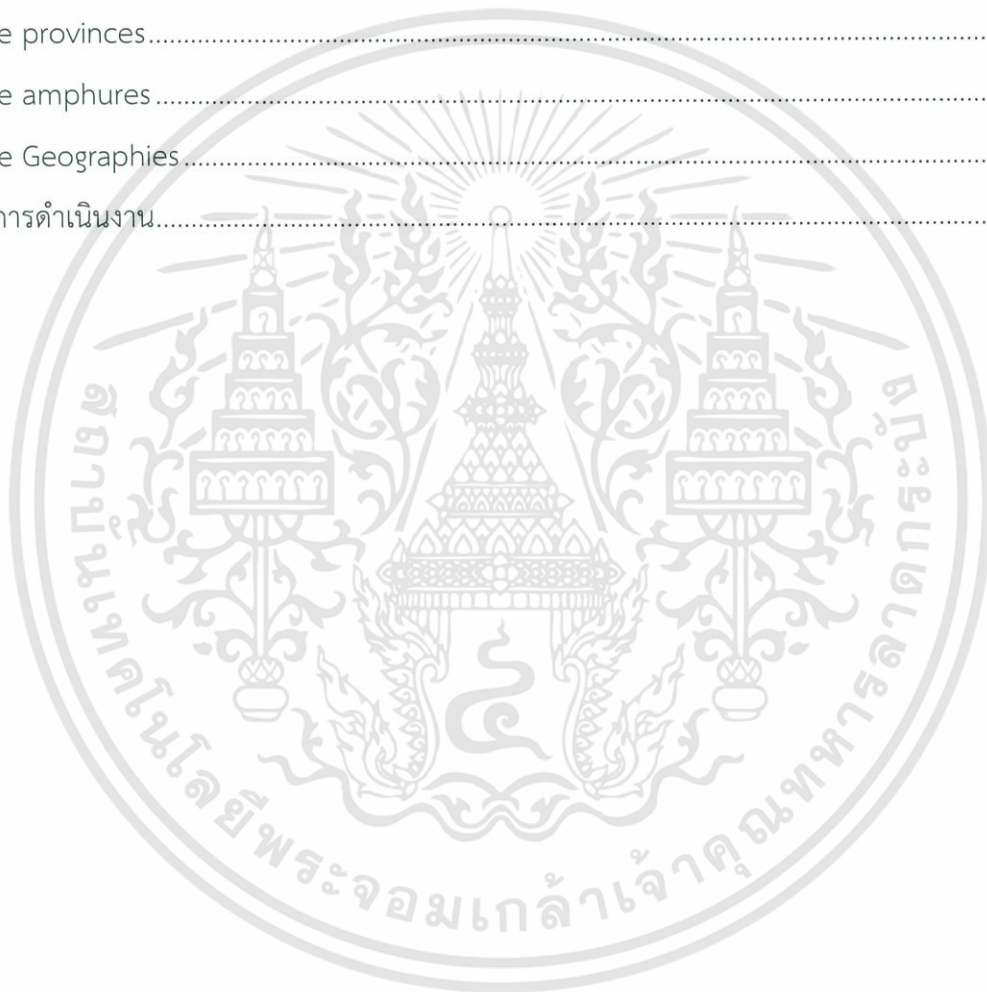 e provinces
e amphures
e Geographies
การดำเนินงาน
สถาบันเทคโนโลยีพระจอมเกล้าเจ้าคุณทหารลาดกระบัง
๔